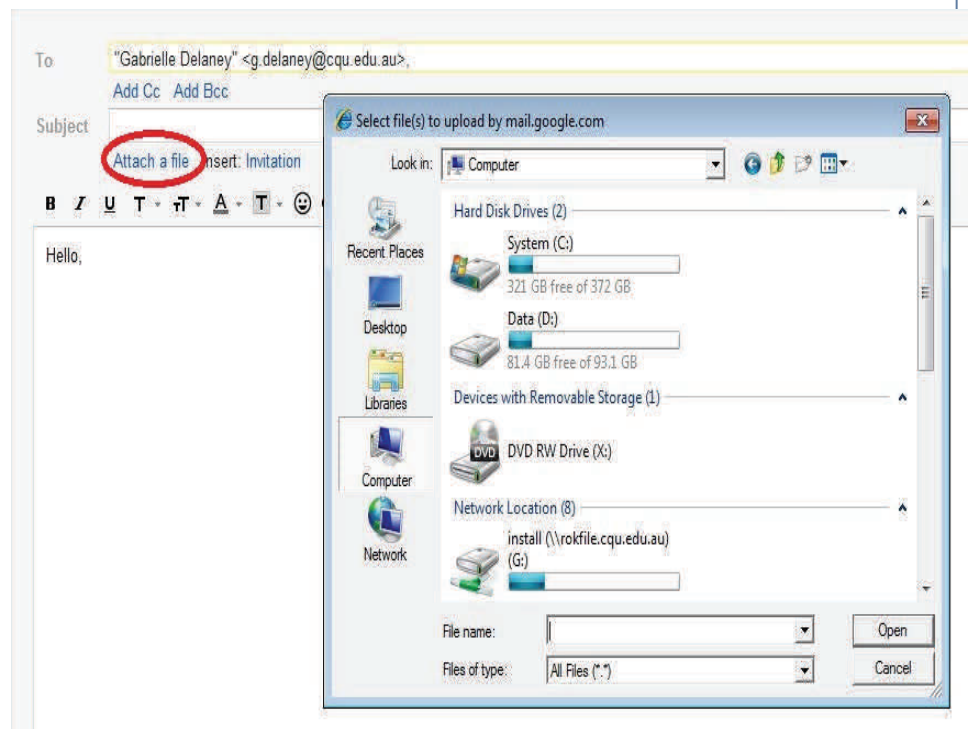 To "Gabrielle Delaney" <g.delaney@cqu.edu.au>,
Add Cc Add Bcc
Subject
Attach a file Insert: Invitation
B I U T T A T
Hello,
Select file(s) to upload by mail.google.com
Look in: Computer
Recent Places
Desktop
Libraries
Computer
Network
Hard Disk Drives (2)
System (C:)
321 GB free of 372 GB
Data (D:)
81.4 GB free of 93.1 GB
Devices with Removable Storage (1)
DVD
DVD RW Drive (X:)
Network Location (8)
install (\\rokfile.cqu.edu.au)
(G:)
File name:
Open
Files of type: All Files (*.*)
Cancel